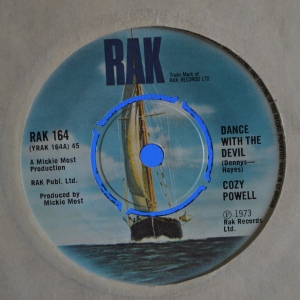 RAK
Trade Mark of
RAK RECORDS LTD
RAK 164
(YRAK 164A) 45
A Mickie Most
Production
RAK Publ. Ltd.
Produced by
Mickie Most
DANCE
WITH THE
DEVIL
(Dennys—
Hayes)
COZY
POWELL
℗ 1973
Rak Records
Ltd.